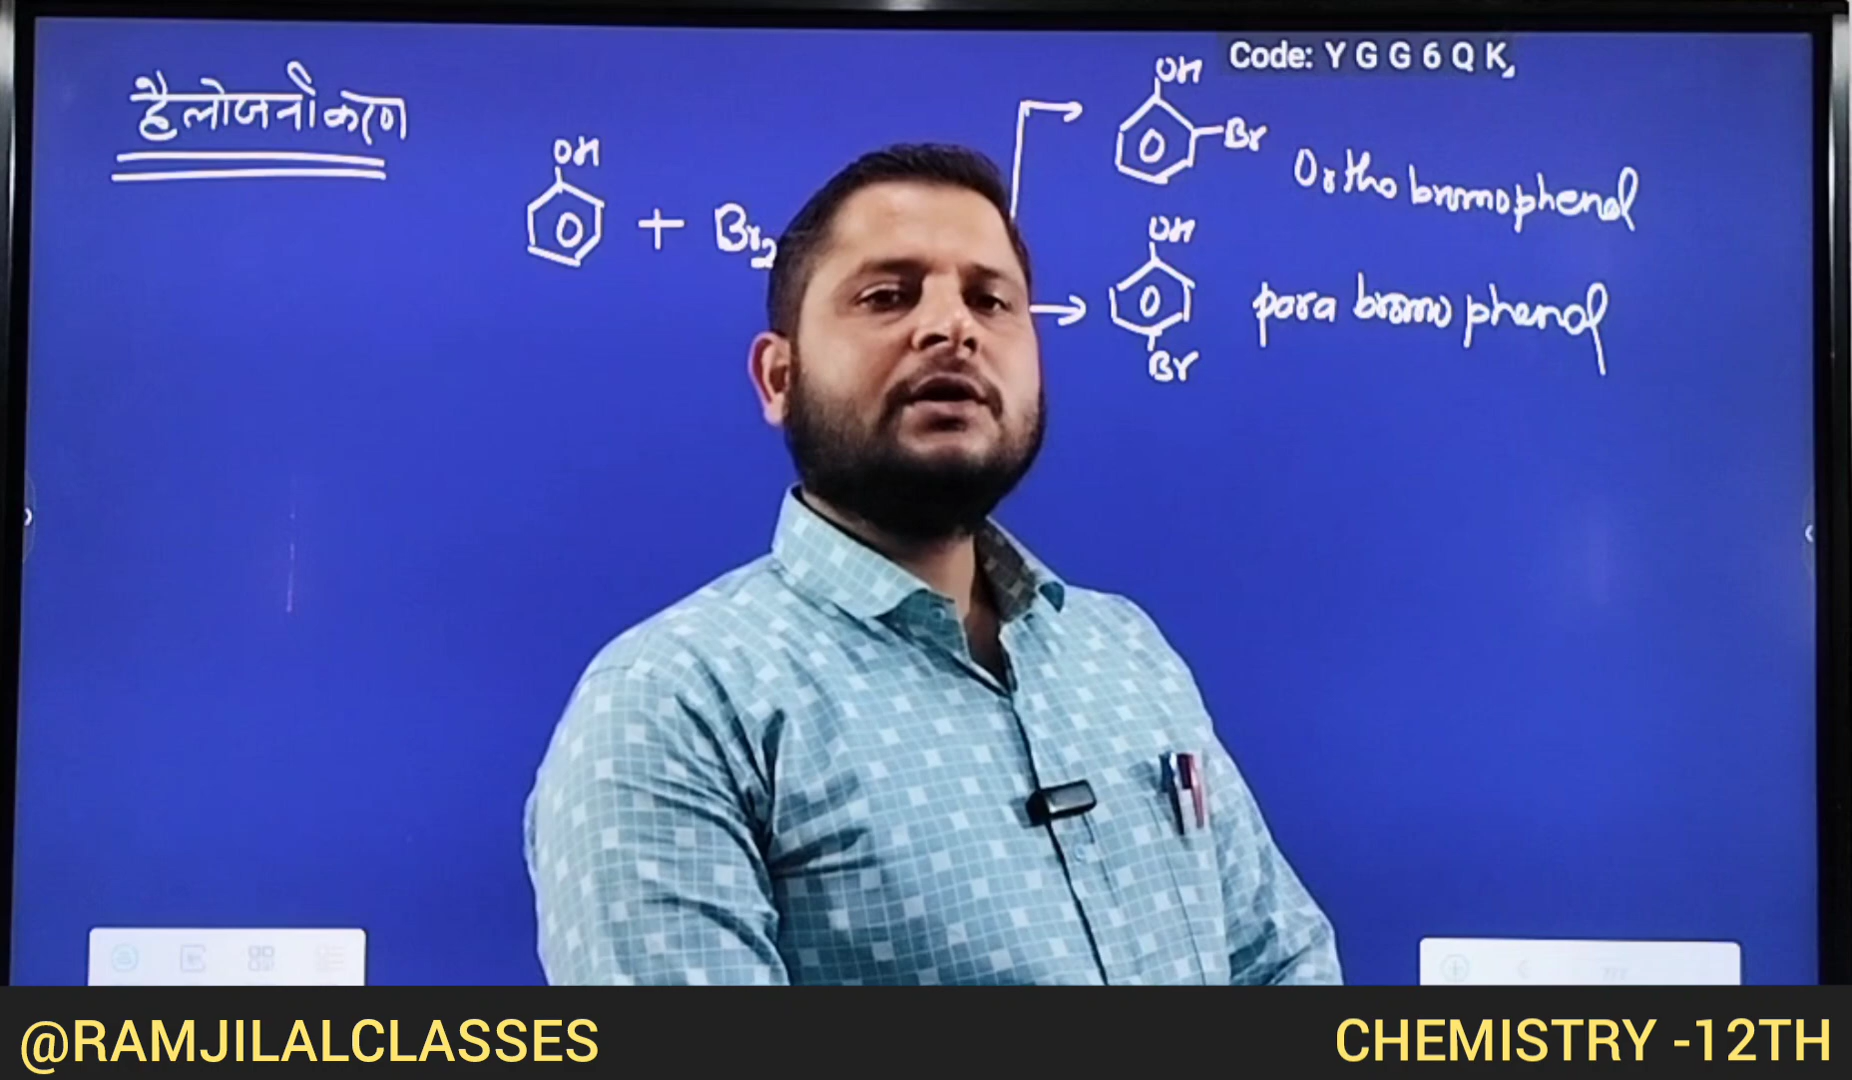 Code: Y G G 6 Q K,
हैलोजनीकरण
OH
Br
Ortho bromophenol
OH
+ Br2
OH
para bromo phenol
Br
@RAMJILALCLASSES
CHEMISTRY -12TH